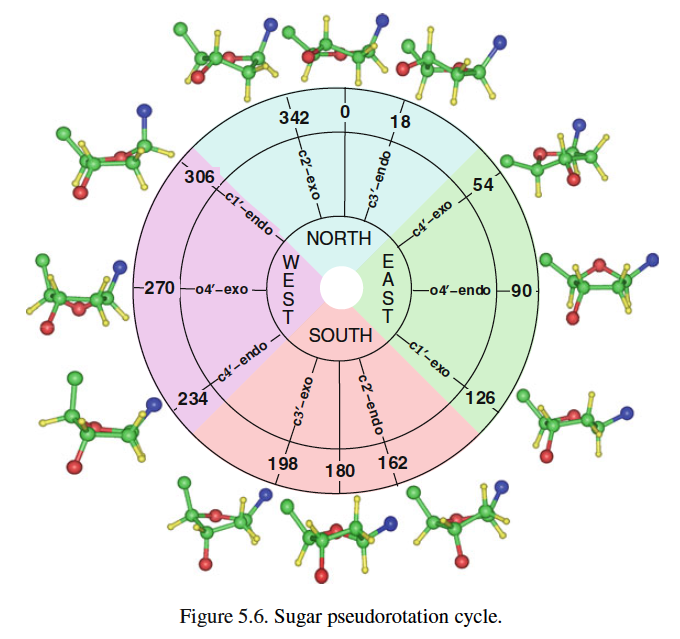 342 0 18
306 54
c2′–exo c3′–endo
c1′–endo c4′–exo
NORTH
WEST EAST
270 o4′–exo o4′–endo 90
SOUTH
c4′–endo c1′–exo
c3′–exo c2′–endo
234 126
198 180 162
Figure 5.6. Sugar pseudorotation cycle.